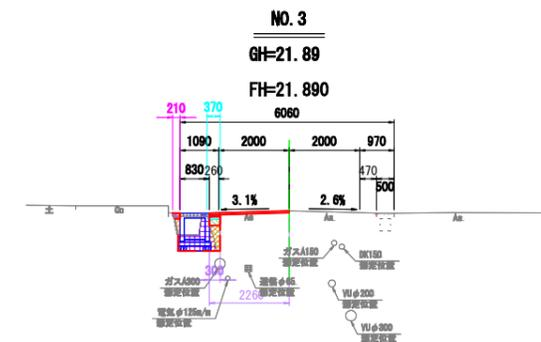 NO. 3
GH=21. 89
FH=21. 890
210
370
6060
1090
2000
2000
970
830
260
470
500
3. 1%
2. 6%
土
Co
As
As
As
ガスA150
想定位置
DK150
想定位置
ガスA300
想定位置
300
通信φ65
想定位置
VUφ200
想定位置
2260
電気φ125m/m
想定位置
VUφ300
想定位置